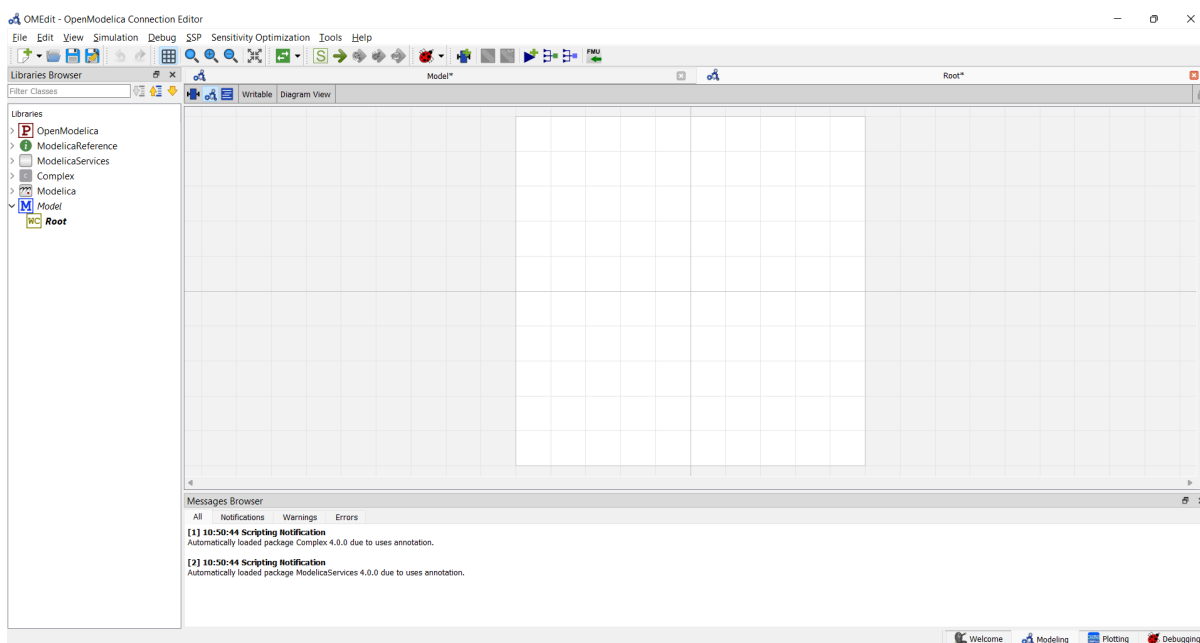 OMEdit - OpenModelica Connection Editor
File Edit View Simulation Debug SSP Sensitivity Optimization Tools Help
S FMU
Libraries Browser
Model*
Root*
Filter Classes
Writable Diagram View
Libraries
P OpenModelica
i ModelicaReference
ModelicaServices
C Complex
Modelica
M Model
WC Root
Messages Browser
All Notifications Warnings Errors
[1] 10:50:44 Scripting Notification
Automatically loaded package Complex 4.0.0 due to uses annotation.
[2] 10:50:44 Scripting Notification
Automatically loaded package ModelicaServices 4.0.0 due to uses annotation.
Welcome Modeling Plotting Debugging